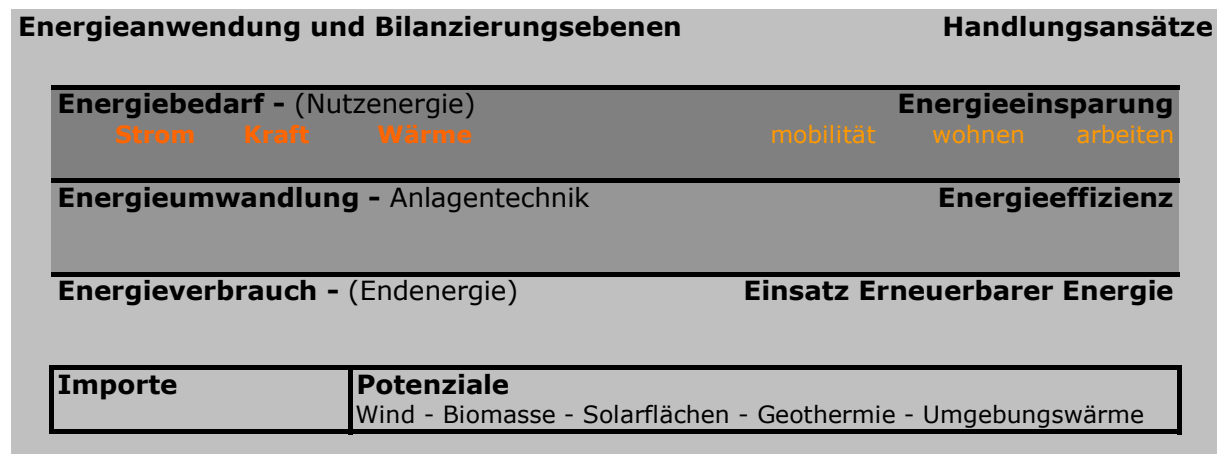 Energieanwendung und Bilanzierungsebenen Handlungsansätze
Energiebedarf - (Nutzenergie) Energieeinsparung
Strom Kraft Wärme mobilität wohnen arbeiten
Energieumwandlung - Anlagentechnik Energieeffizienz
Energieverbrauch - (Endenergie) Einsatz Erneuerbarer Energie
Importe Potenziale
Wind - Biomasse - Solarflächen - Geothermie - Umgebungswärme